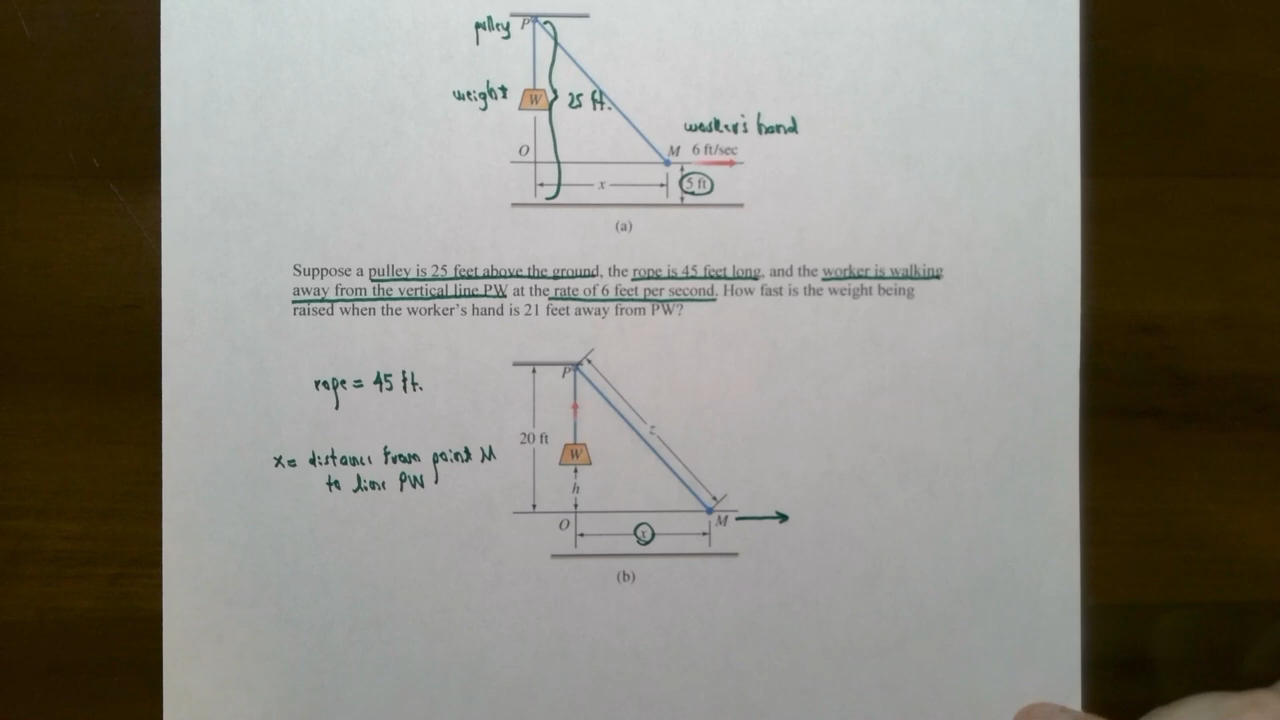 pulley P
weight W 25 ft.
worker's hand
O M 6 ft/sec
x 5 ft
(a)
Suppose a pulley is 25 feet above the ground, the rope is 45 feet long, and the worker is walking
away from the vertical line PW at the rate of 6 feet per second. How fast is the weight being
raised when the worker's hand is 21 feet away from PW?
rope = 45 ft.
P
z
20 ft W
x = distance from point M
to line PW
h
O M
x
(b)